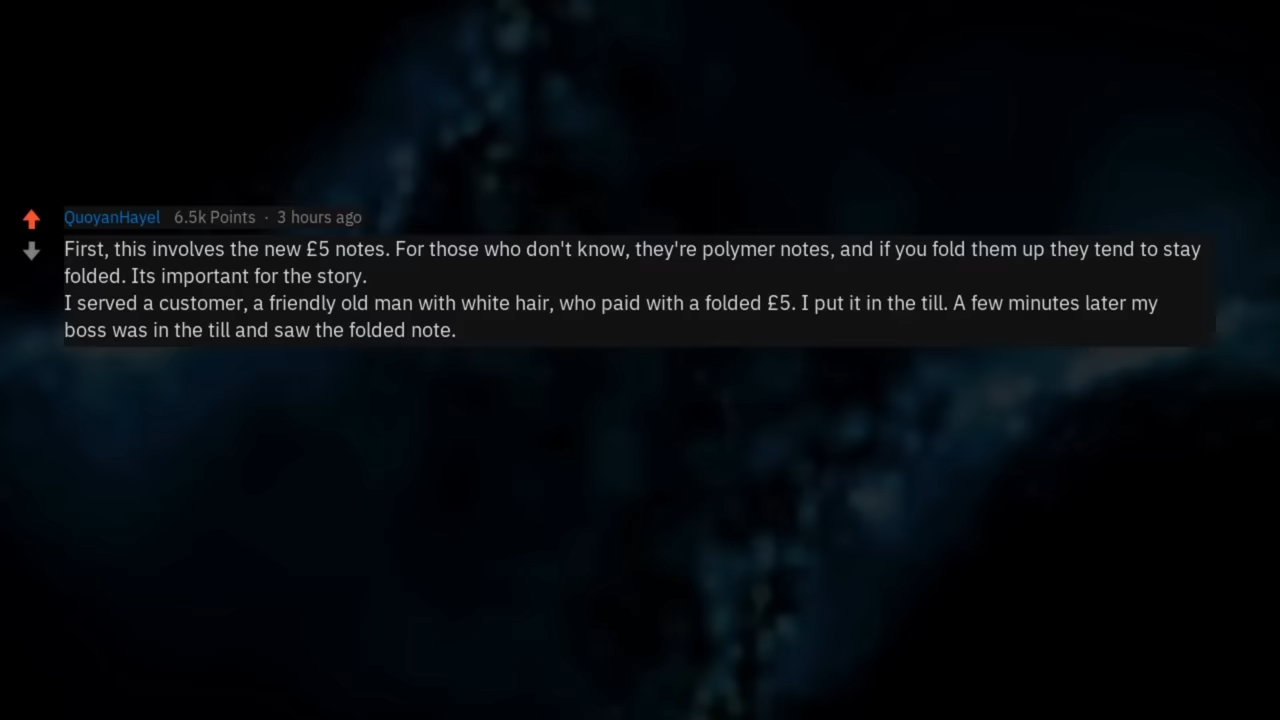 QuoyanHayel 6.5k Points · 3 hours ago
First, this involves the new £5 notes. For those who don't know, they're polymer notes, and if you fold them up they tend to stay
folded. Its important for the story.
I served a customer, a friendly old man with white hair, who paid with a folded £5. I put it in the till. A few minutes later my
boss was in the till and saw the folded note.